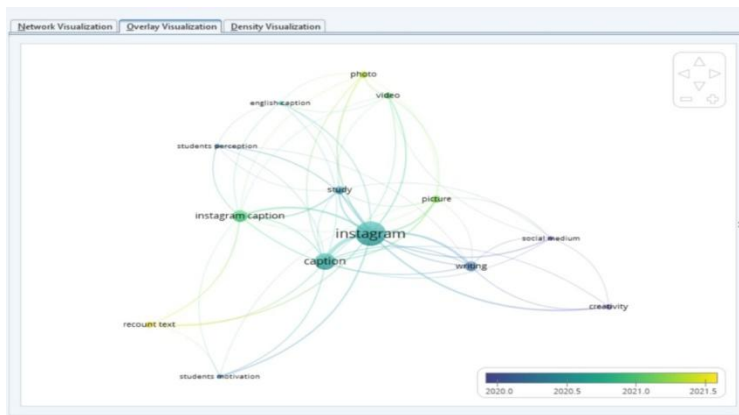 Network Visualization Overlay Visualization Density Visualization
photo
video
english caption
students perception
study
picture
instagram caption
instagram
social medium
caption
writing
creativity
recount text
students motivation
2020.0 2020.5 2021.0 2021.5